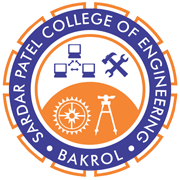 SARDAR PATEL COLLEGE OF ENGINEERING
• BAKROL •